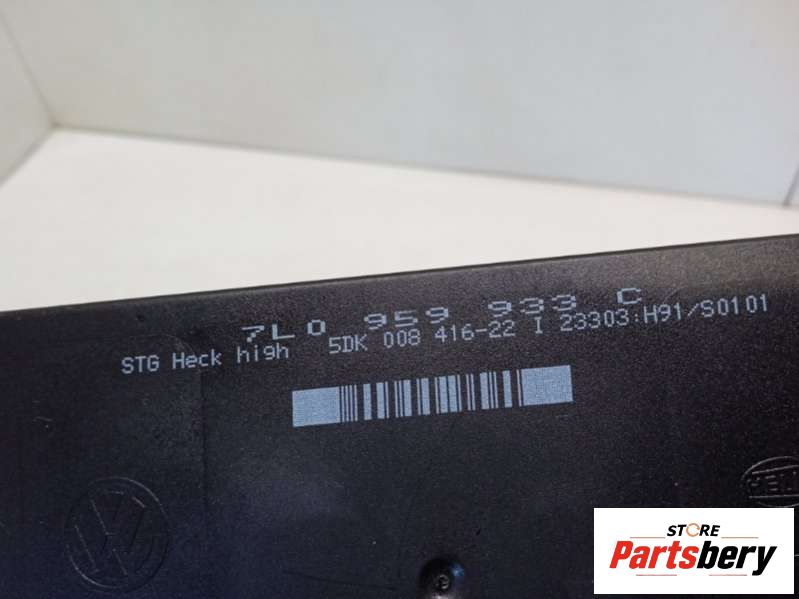 7L0 959 933 C
STG Heck high 5DK 008 416-22 I 23303:H91/S0101
STORE
Partsbery